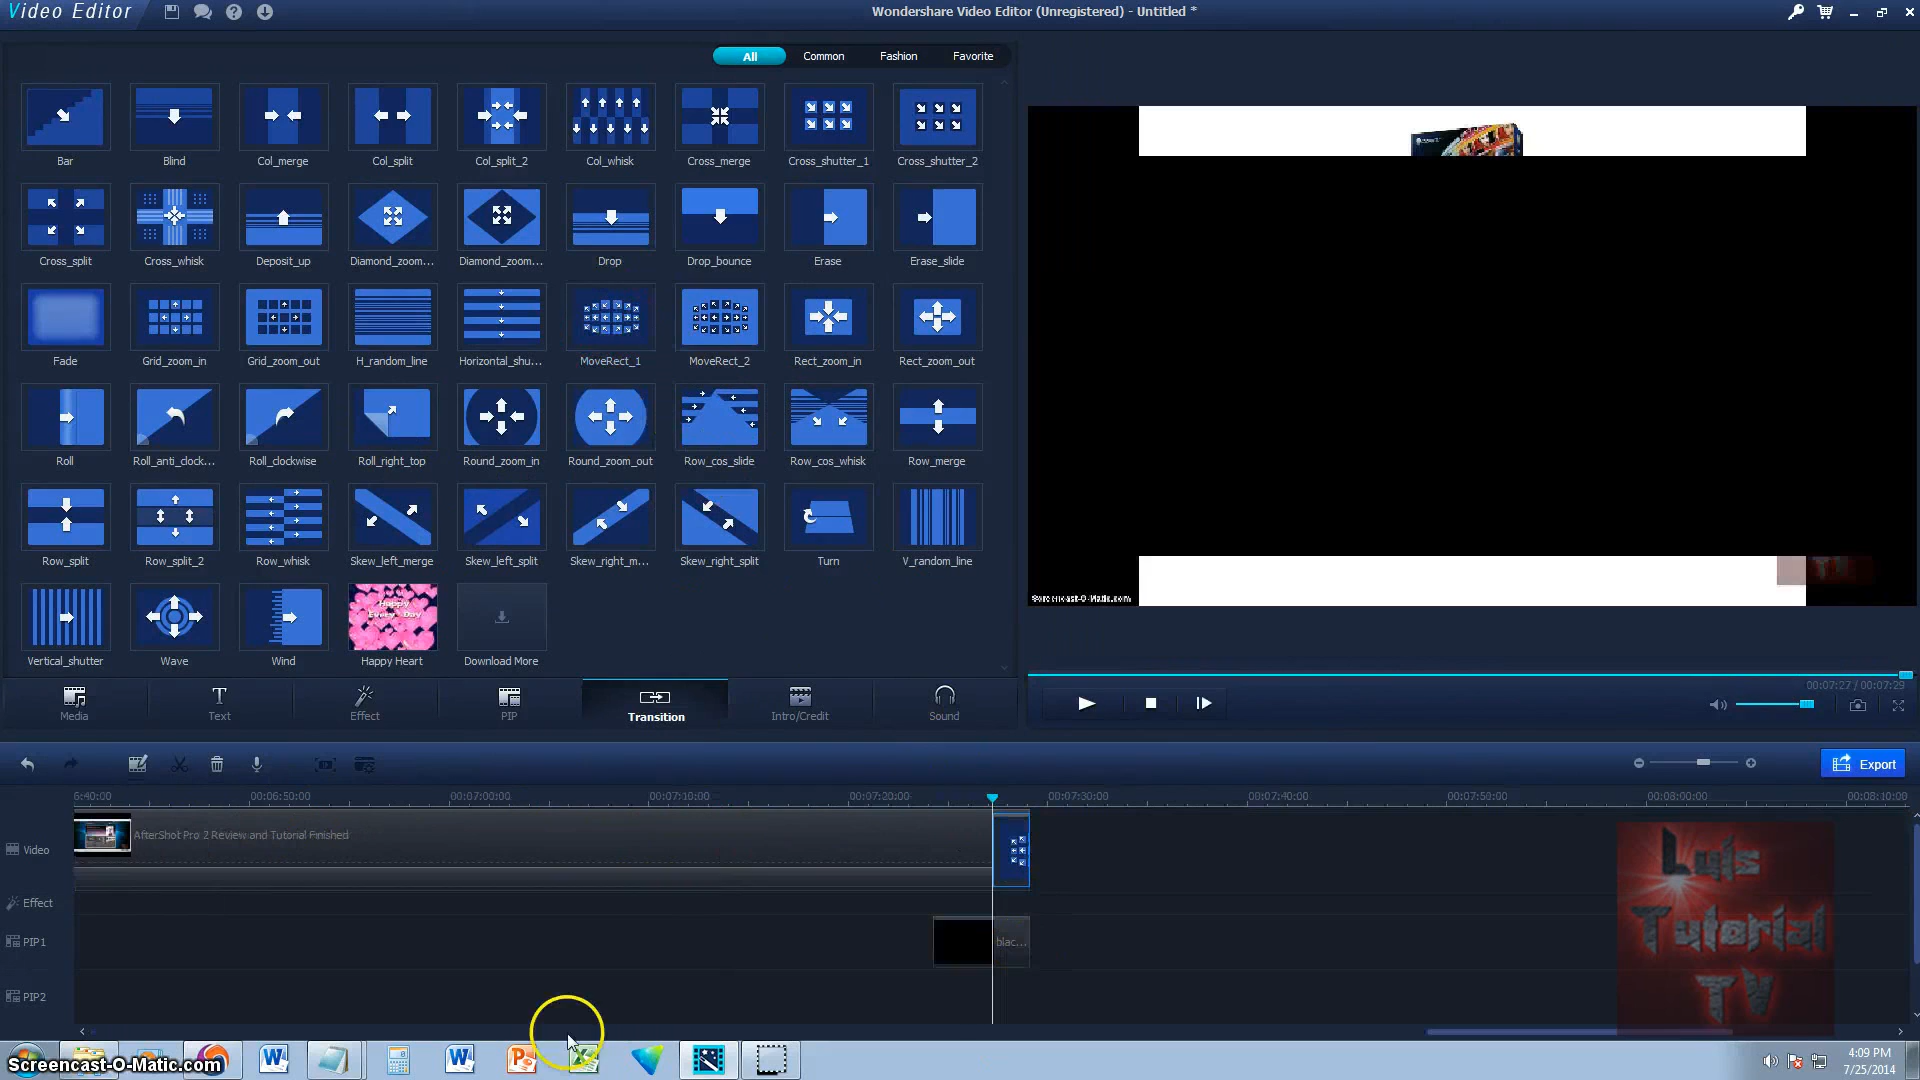 Video Editor
Wondershare Video Editor (Unregistered) - Untitled *
All Common Fashion Favorite
Bar Blind Col_merge Col_split Col_split_2 Col_whisk Cross_merge Cross_shutter_1 Cross_shutter_2
Cross_split Cross_whisk Deposit_up Diamond_zoom... Diamond_zoom... Drop Drop_bounce Erase Erase_slide
Fade Grid_zoom_in Grid_zoom_out H_random_line Horizontal_shu... MoveRect_1 MoveRect_2 Rect_zoom_in Rect_zoom_out
Roll Roll_anti_clock... Roll_clockwise Roll_right_top Round_zoom_in Round_zoom_out Row_cos_slide Row_cos_whisk Row_merge
Row_split Row_split_2 Row_whisk Skew_left_merge Skew_left_split Skew_right_m... Skew_right_split Turn V_random_line
Happy
Every Day
Vertical_shutter Wave Wind Happy Heart Download More
Screencast-O-Matic.com
Media Text Effect PIP Transition Intro/Credit Sound
00:07:27 / 00:07:29
Export
6:40:00 00:06:50:00 00:07:00:00 00:07:10:00 00:07:20:00 00:07:30:00 00:07:40:00 00:07:50:00 00:08:00:00 00:08:10:00
AfterShot Pro 2 Review and Tutorial Finished
Video
Effect
PIP1
blac...
PIP2
Luis
Tutorial
TV
Screencast-O-Matic.com
4:09 PM
7/25/2014